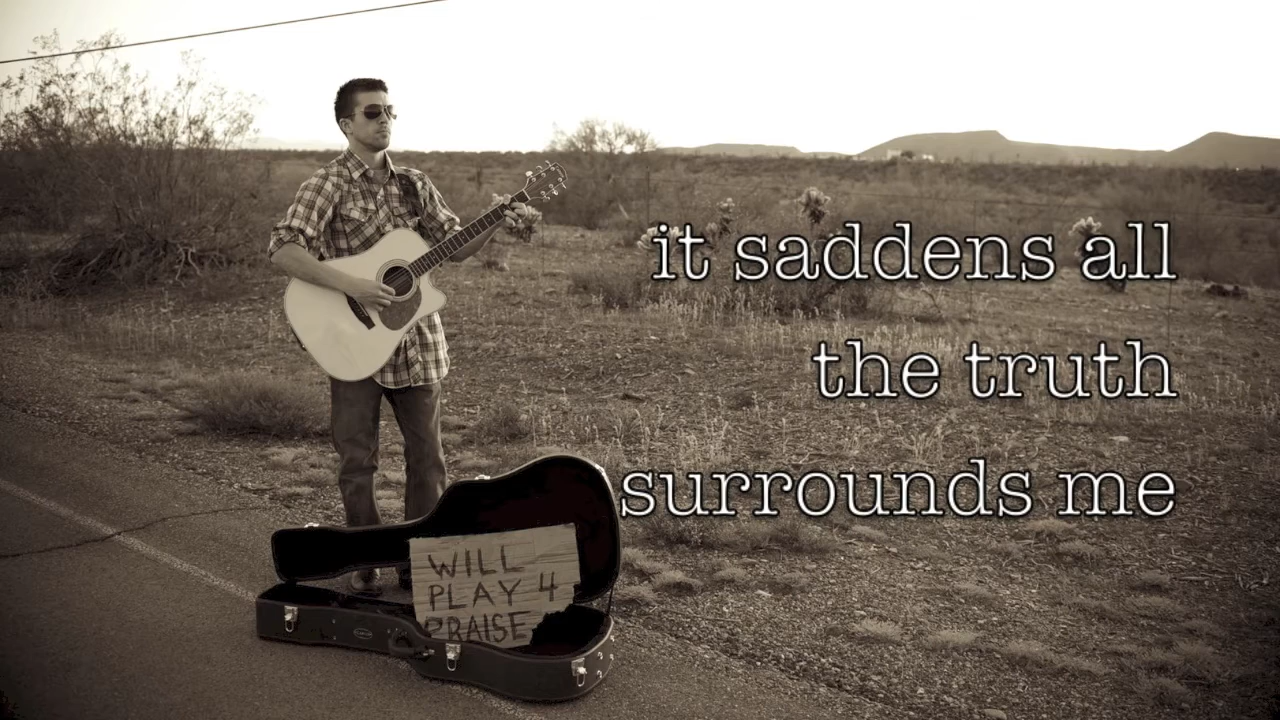 it saddens all
the truth
surrounds me
WILL
PLAY 4
PRAISE